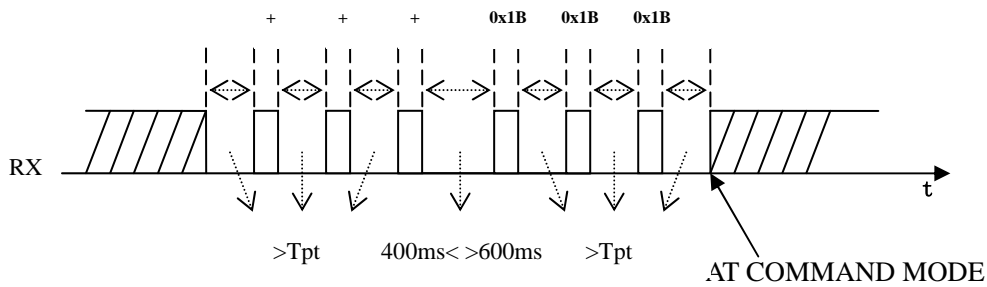 + + + 0x1B 0x1B 0x1B
RX
t
>Tpt 400ms< >600ms >Tpt
AT COMMAND MODE